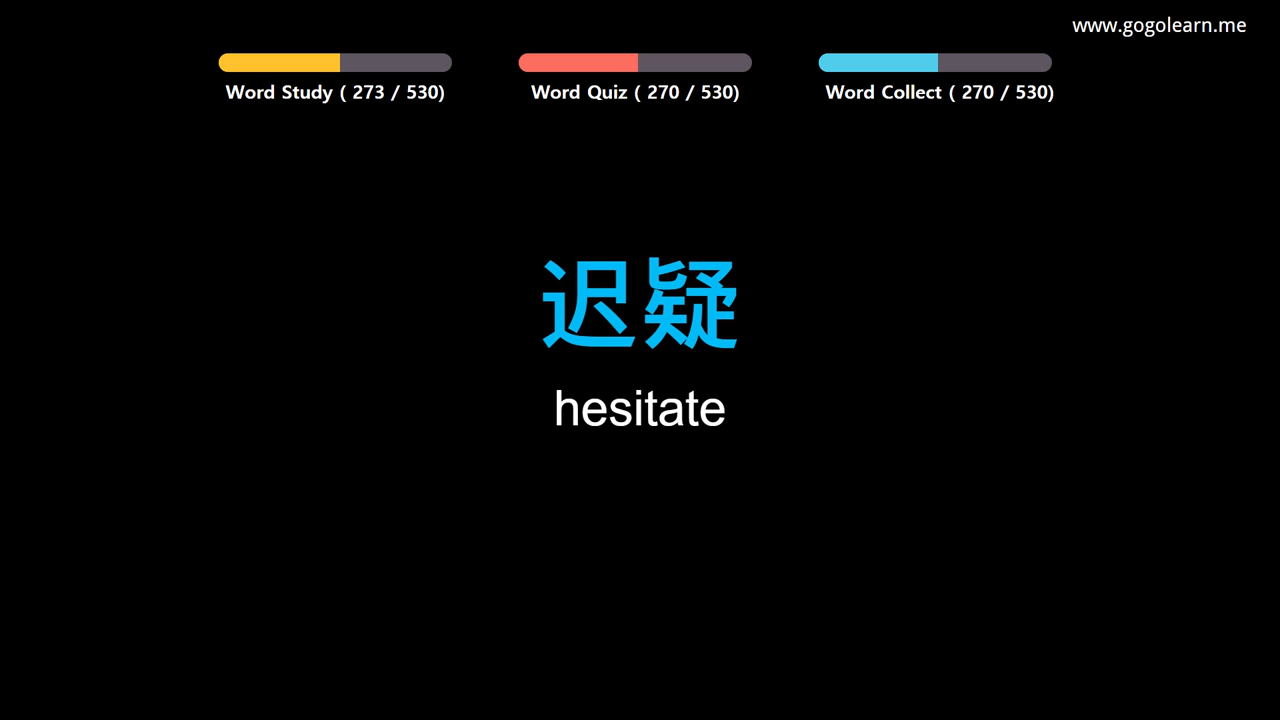 www.gogolearn.me
Word Study ( 273 / 530)
Word Quiz ( 270 / 530)
Word Collect ( 270 / 530)
迟疑
hesitate